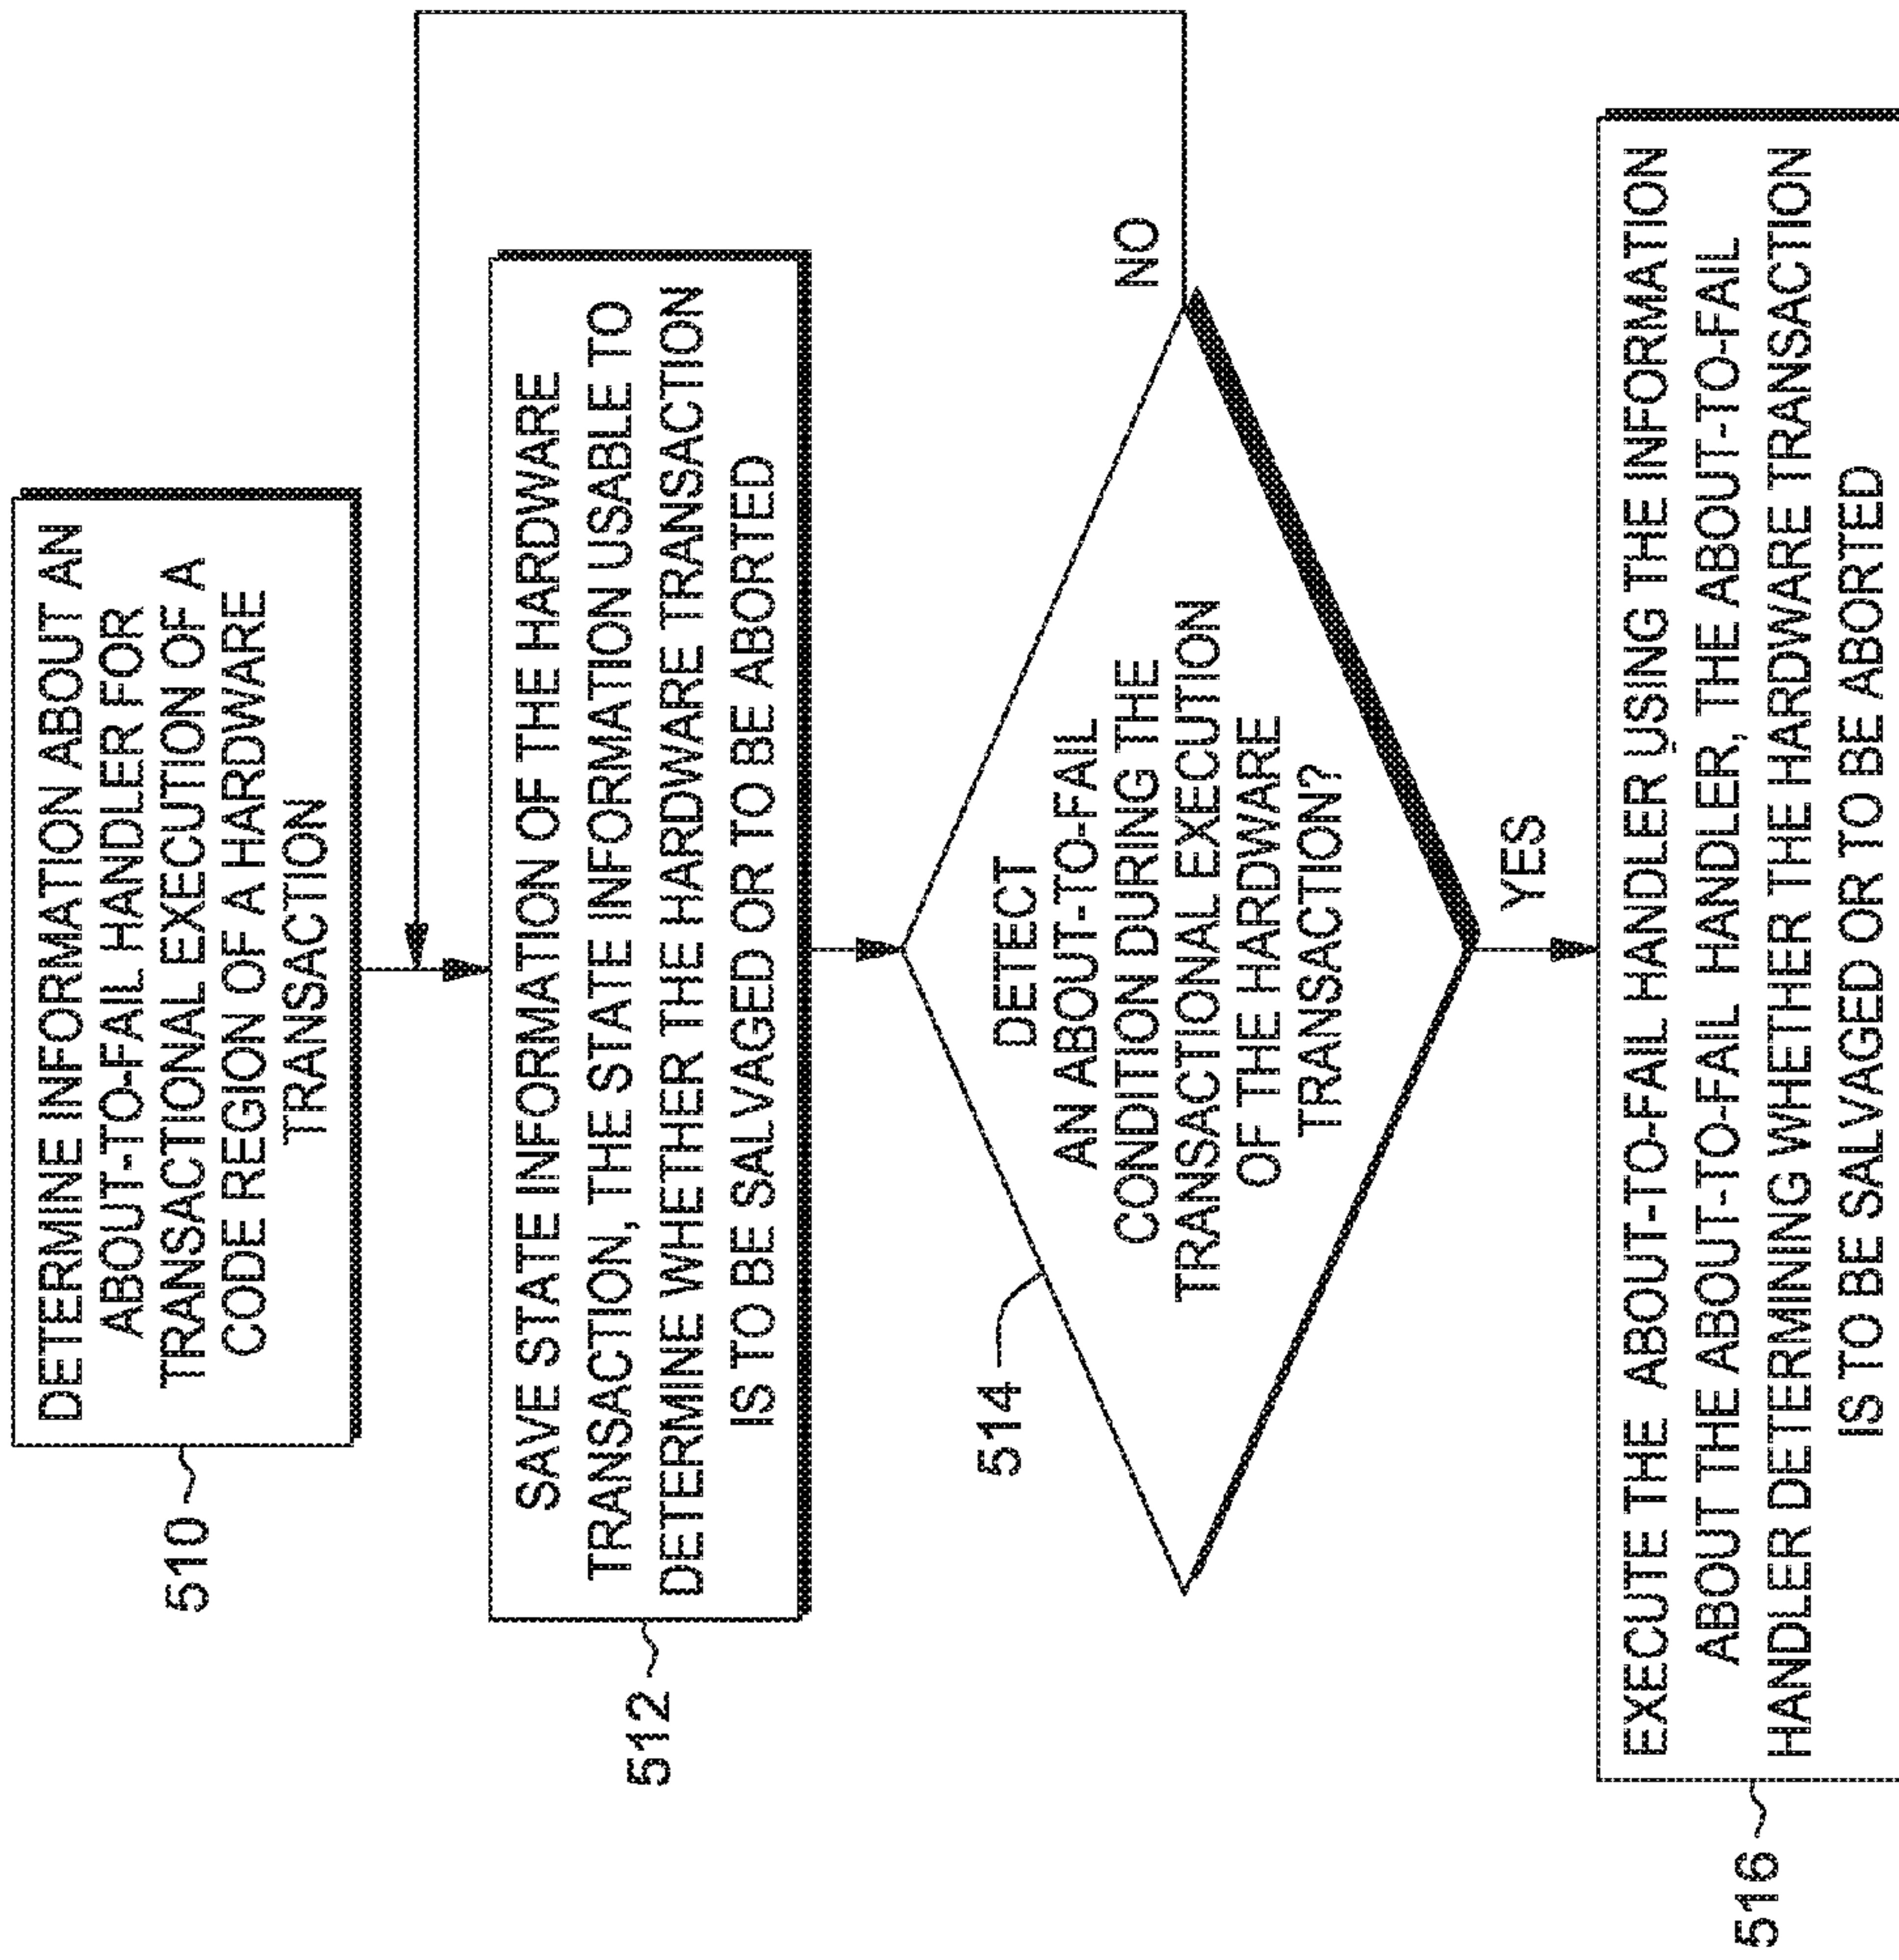 DETERMINE INFORMATION ABOUT AN
ABOUT-TO-FAIL HANDLER FOR
TRANSACTIONAL EXECUTION OF A
CODE REGION OF A HARDWARE
TRANSACTION
510
SAVE STATE INFORMATION OF THE HARDWARE
TRANSACTION, THE STATE INFORMATION USABLE TO
DETERMINE WHETHER THE HARDWARE TRANSACTION
IS TO BE SALVAGED OR TO BE ABORTED
512
DETECT
AN ABOUT-TO-FAIL
CONDITION DURING THE
TRANSACTIONAL EXECUTION
OF THE HARDWARE
TRANSACTION?
514
NO
YES
EXECUTE THE ABOUT-TO-FAIL HANDLER USING THE INFORMATION
ABOUT THE ABOUT-TO-FAIL HANDLER, THE ABOUT-TO-FAIL
HANDLER DETERMINING WHETHER THE HARDWARE TRANSACTION
IS TO BE SALVAGED OR TO BE ABORTED
516